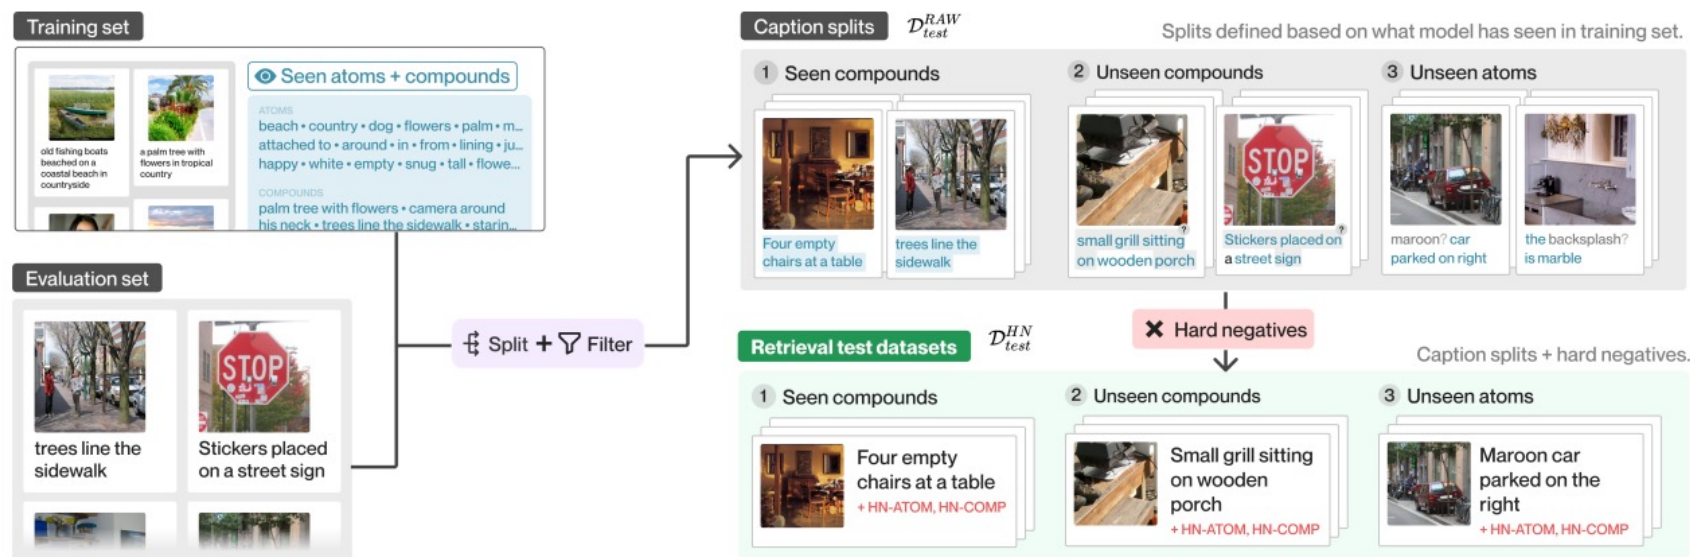 Training set
old fishing boats
beached on a
coastal beach in
countryside
a palm tree with
flowers in tropical
country
Seen atoms + compounds
ATOMS
beach • country • dog • flowers • palm • m...
attached to • around • in • from • lining • ju...
happy • white • empty • snug • tall • flowe...
COMPOUNDS
palm tree with flowers • camera around
his neck • trees line the sidewalk • starin...
Evaluation set
trees line the
sidewalk
STOP
Stickers placed
on a street sign
Split + Filter
Caption splits
D RAW test
Splits defined based on what model has seen in training set.
1 Seen compounds
Four empty
chairs at a table
trees line the
sidewalk
2 Unseen compounds
?
small grill sitting
on wooden porch
STOP
?
Stickers placed on
a street sign
3 Unseen atoms
maroon? car
parked on right
the backsplash?
is marble
Hard negatives
Retrieval test datasets
D HN test
Caption splits + hard negatives.
1 Seen compounds
Four empty
chairs at a table
+ HN-ATOM, HN-COMP
2 Unseen compounds
Small grill sitting
on wooden
porch
+ HN-ATOM, HN-COMP
3 Unseen atoms
Maroon car
parked on the
right
+ HN-ATOM, HN-COMP